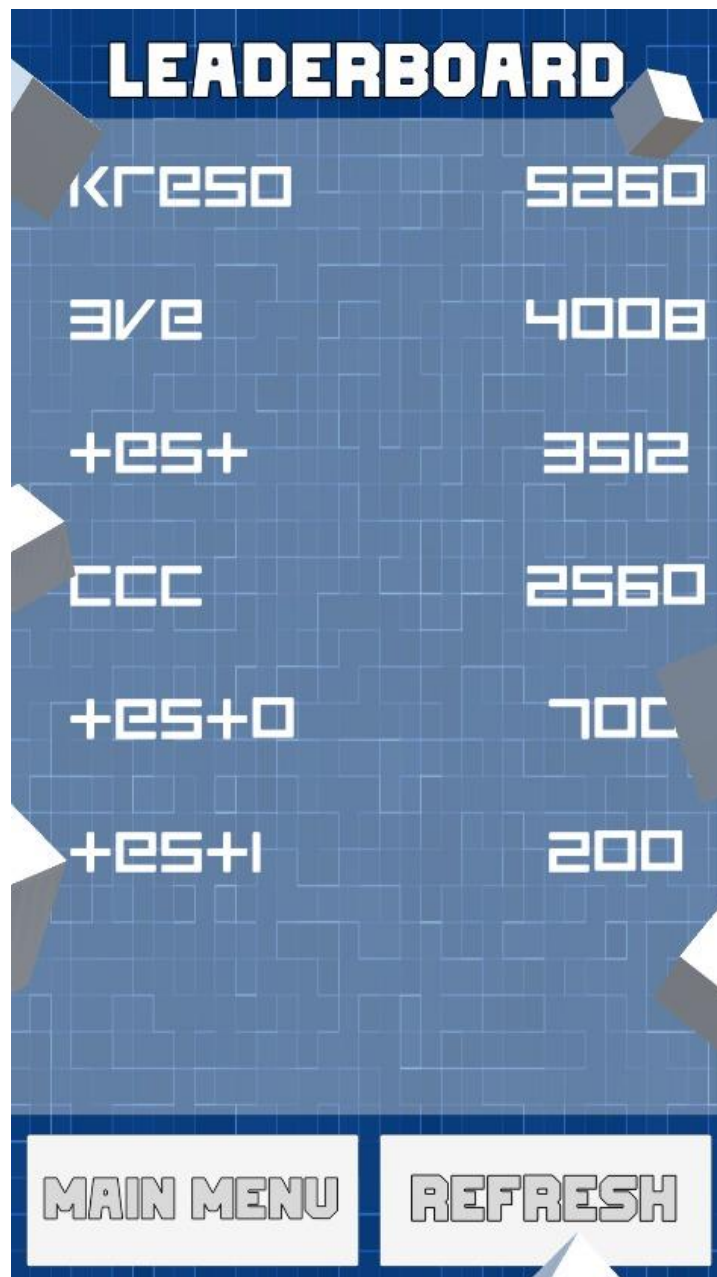 LEADERBOARD
kreso 5260
3ve 4008
test 3512
ccc 2560
test0 700
test1 200
MAIN MENU REFRESH